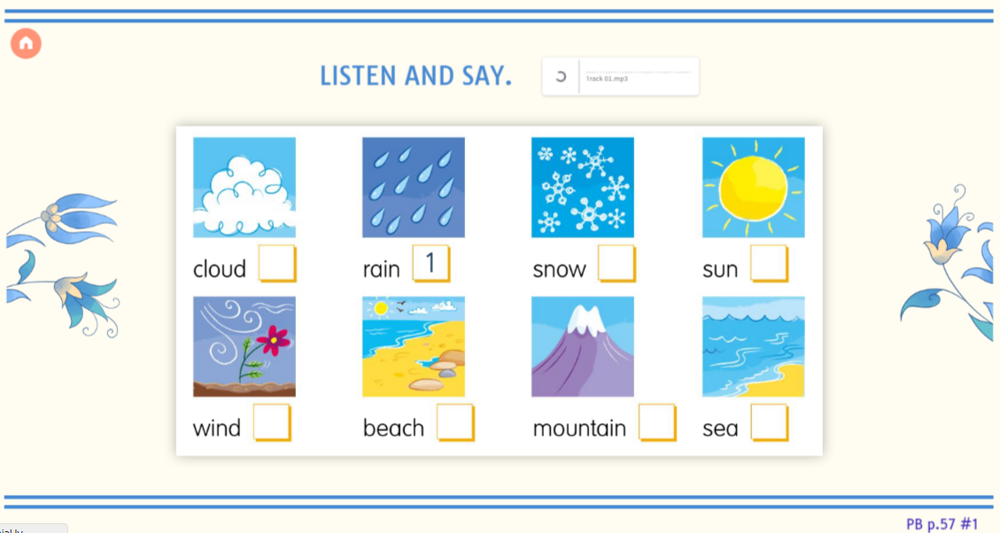 LISTEN AND SAY.
Track 01.mp3
cloud
rain 1
snow
sun
wind
beach
mountain
sea
PB p.57 #1